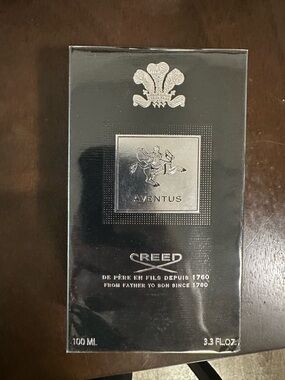 AVENTUS
CREED
DE PÈRE EN FILS DEPUIS 1760
FROM FATHER TO SON SINCE 1760
100 ML
3.3 FL.OZ.